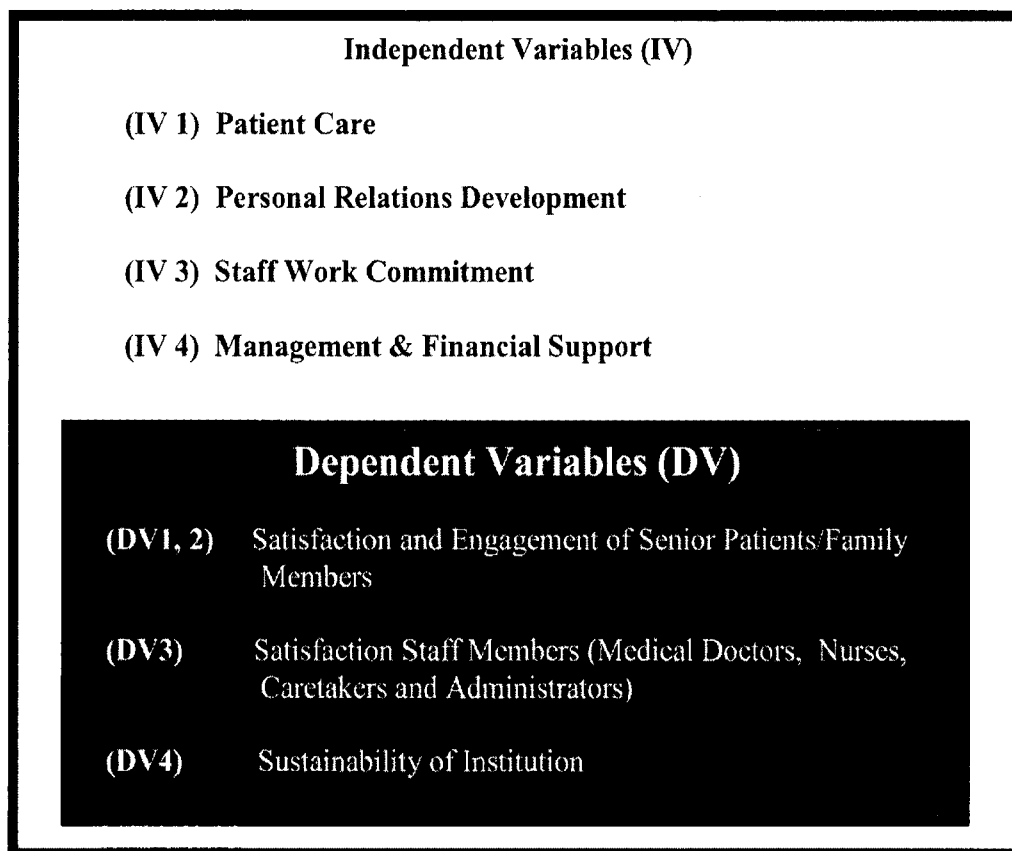 Independent Variables (IV)
(IV 1) Patient Care
(IV 2) Personal Relations Development
(IV 3) Staff Work Commitment
(IV 4) Management & Financial Support
Dependent Variables (DV)
(DV1, 2) Satisfaction and Engagement of Senior Patients/Family
Members
(DV3) Satisfaction Staff Members (Medical Doctors, Nurses,
Caretakers and Administrators)
(DV4) Sustainability of Institution